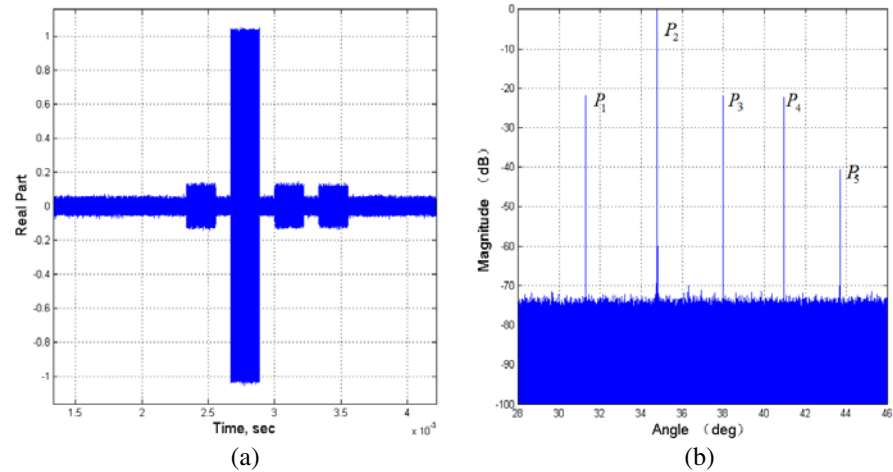 1
0.8
0.6
0.4
0.2
0
-0.2
-0.4
-0.6
-0.8
-1
Real Part
1.5 2 2.5 3 3.5 4
x 10⁻³
Time, sec
(a)
0
-10
-20
-30
-40
-50
-60
-70
-80
-90
-100
Magnitude （dB）
P₁
P₂
P₃
P₄
P₅
28 30 32 34 36 38 40 42 44 46
Angle （deg）
(b)